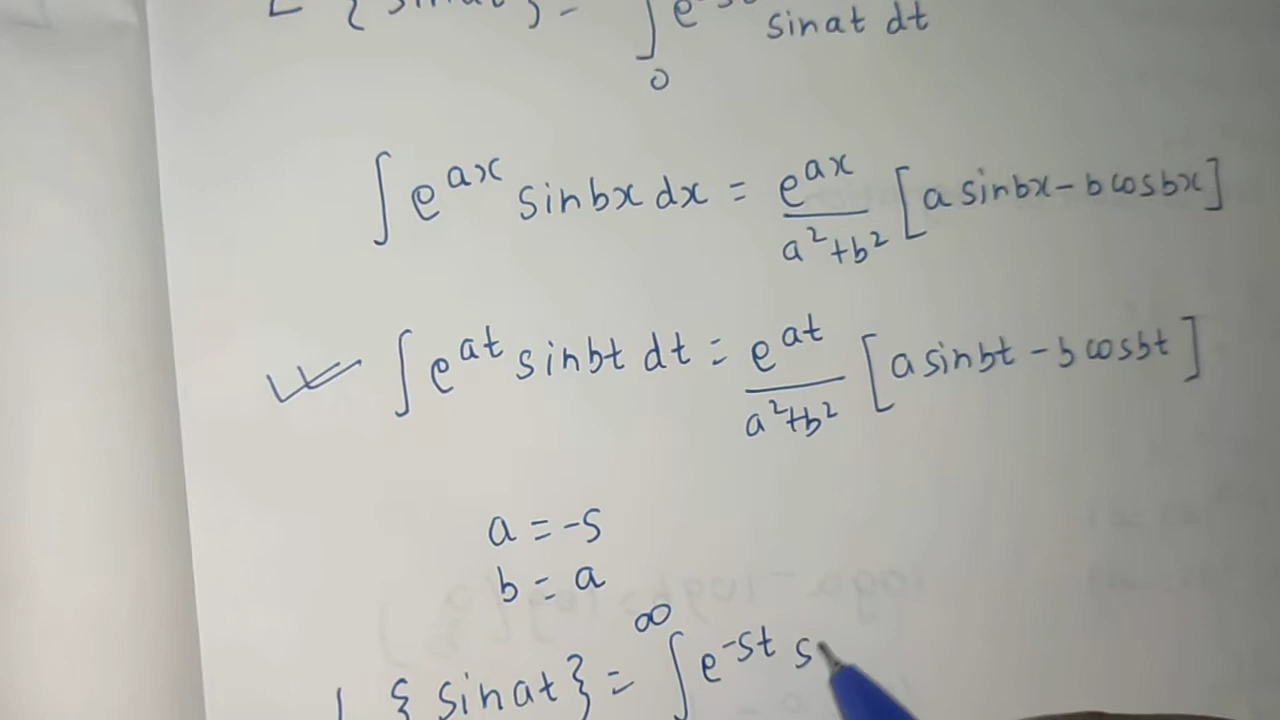 L { sinat } = ∫ e sinat dt
0
∫ e^ax sinbx dx = e^ax / a²+b² [a sinbx - b cosbx]
∫ e^at sinbt dt = e^at / a²+b² [a sinbt - b cosbt]
a = -s
b = a
L { sinat } = ∫ ∞ e^-st s